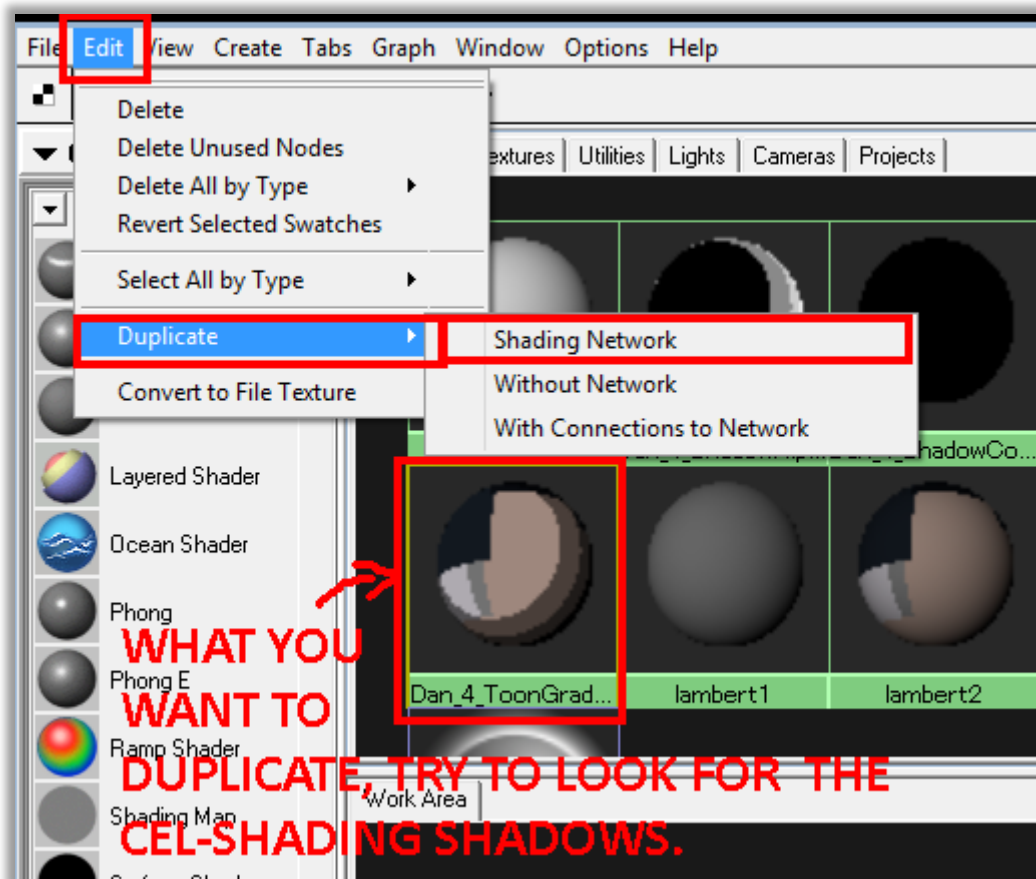 File Edit View Create Tabs Graph Window Options Help
Delete
Delete Unused Nodes
Delete All by Type
Revert Selected Swatches
Select All by Type
Duplicate
Convert to File Texture
Shading Network
Without Network
With Connections to Network
extures Utilities Lights Cameras Projects
hadowCo...
Dan_4_ToonGrad... lambert1 lambert2
Layered Shader
Ocean Shader
Phong
Phong E
Ramp Shader
Shading Map
Work Area
WHAT YOU
WANT TO
DUPLICATE, TRY TO LOOK FOR THE
CEL-SHADING SHADOWS.